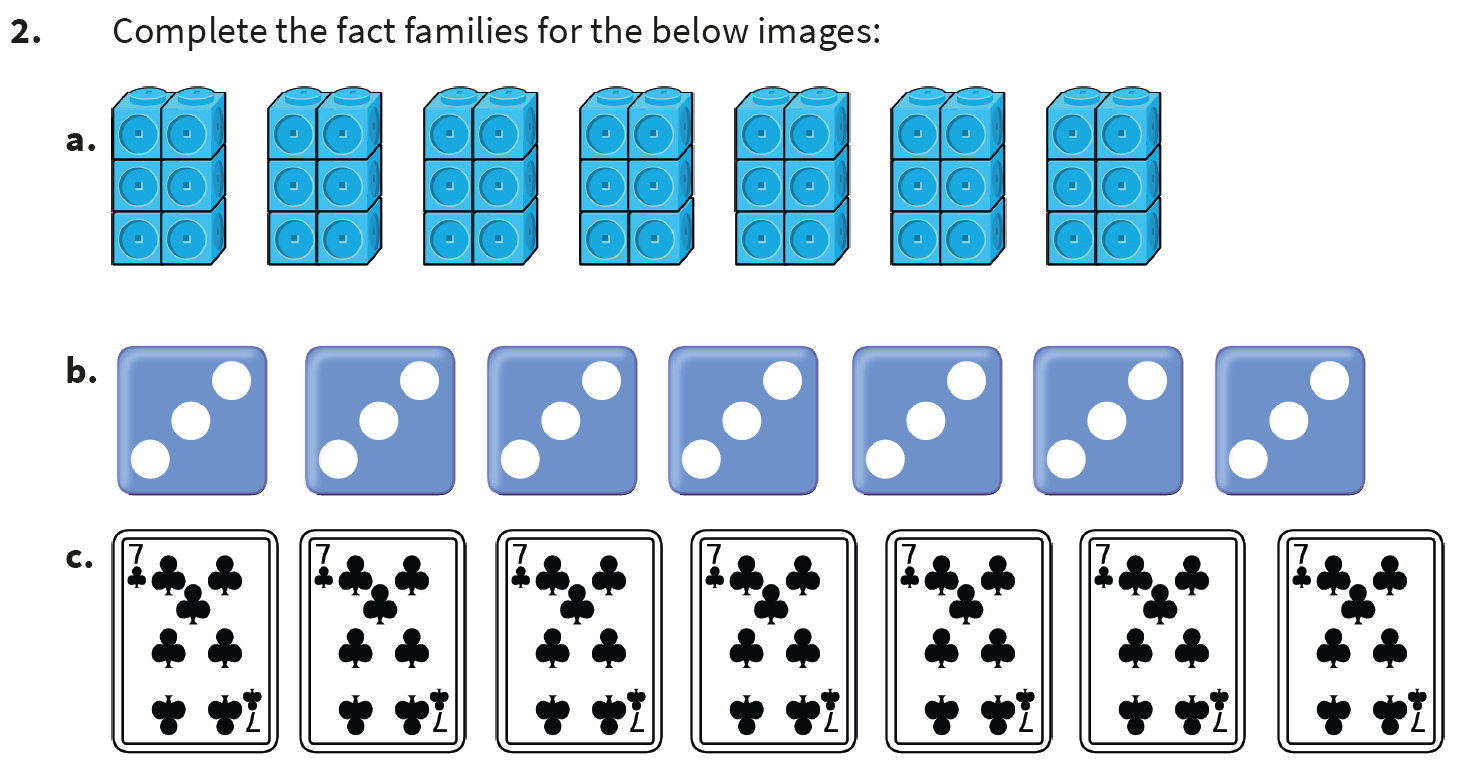 2. Complete the fact families for the below images:
a.
b.
c.
7 7 7 7 7 7 7
7 7 7 7 7 7 7